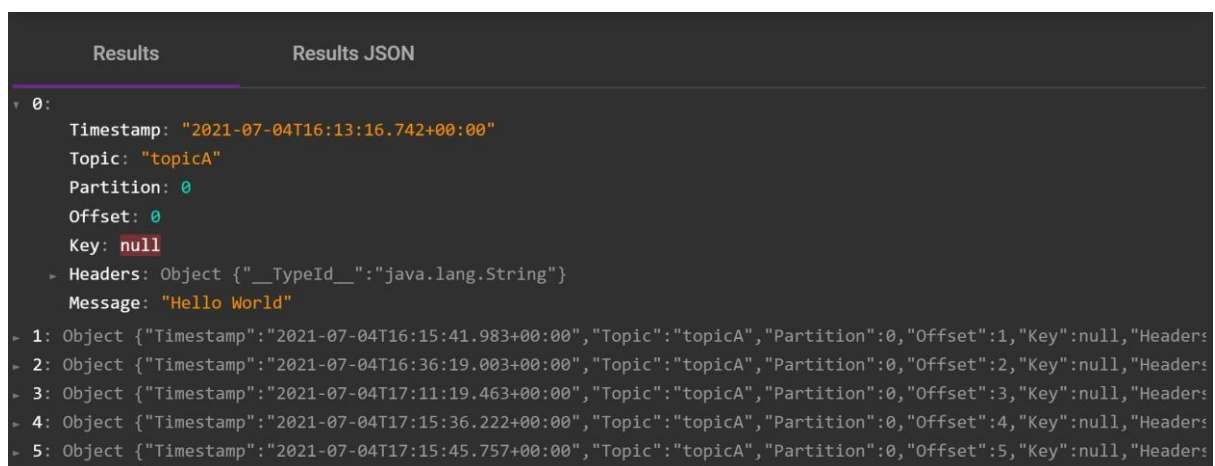 Results Results JSON
0:
Timestamp: "2021-07-04T16:13:16.742+00:00"
Topic: "topicA"
Partition: 0
Offset: 0
Key: null
Headers: Object {"__TypeId__":"java.lang.String"}
Message: "Hello World"
1: Object {"Timestamp":"2021-07-04T16:15:41.983+00:00","Topic":"topicA","Partition":0,"Offset":1,"Key":null,"Headers
2: Object {"Timestamp":"2021-07-04T16:36:19.003+00:00","Topic":"topicA","Partition":0,"Offset":2,"Key":null,"Headers
3: Object {"Timestamp":"2021-07-04T17:11:19.463+00:00","Topic":"topicA","Partition":0,"Offset":3,"Key":null,"Headers
4: Object {"Timestamp":"2021-07-04T17:15:36.222+00:00","Topic":"topicA","Partition":0,"Offset":4,"Key":null,"Headers
5: Object {"Timestamp":"2021-07-04T17:15:45.757+00:00","Topic":"topicA","Partition":0,"Offset":5,"Key":null,"Headers